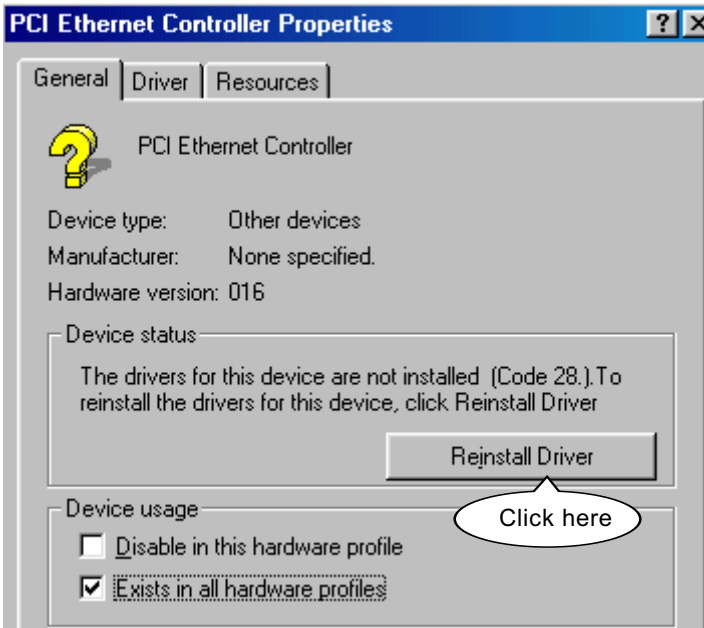 PCI Ethernet Controller Properties
General Driver Resources
PCI Ethernet Controller
Device type: Other devices
Manufacturer: None specified.
Hardware version: 016
Device status
The drivers for this device are not installed (Code 28.).To
reinstall the drivers for this device, click Reinstall Driver
Reinstall Driver
Click here
Device usage
Disable in this hardware profile
Exists in all hardware profiles